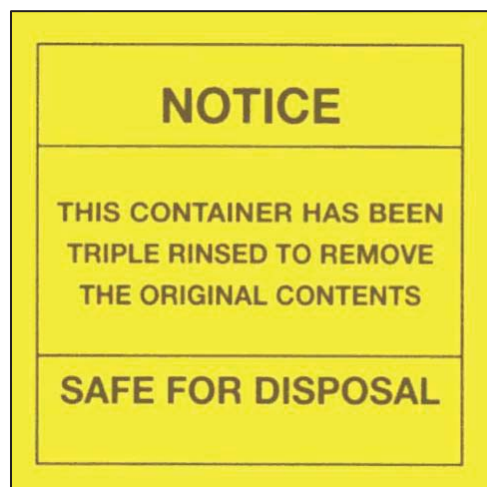 NOTICE
THIS CONTAINER HAS BEEN
TRIPLE RINSED TO REMOVE
THE ORIGINAL CONTENTS
SAFE FOR DISPOSAL